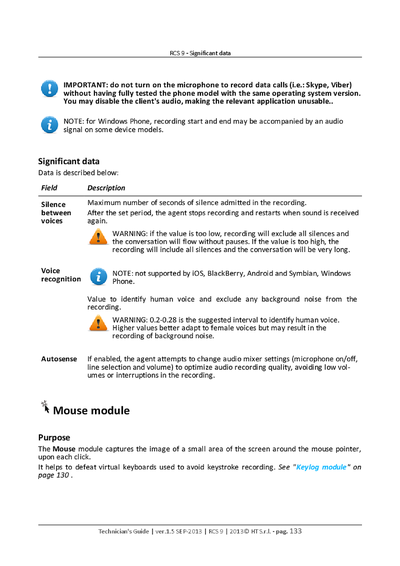 RCS 9 - Significant data
IMPORTANT: do not turn on the microphone to record data calls (i.e.: Skype, Viber)
without having fully tested the phone model with the same operating system version.
You may disable the client's audio, making the relevant application unusable..
NOTE: for Windows Phone, recording start and end may be accompanied by an audio
signal on some device models.
Significant data
Data is described below:
Field Description
Silence between voices
Maximum number of seconds of silence admitted in the recording.
After the set period, the agent stops recording and restarts when sound is received
again.
WARNING: if the value is too low, recording will exclude all silences and
the conversation will flow without pauses. If the value is too high, the
recording will include all silences and the conversation will be very long.
Voice recognition
NOTE: not supported by iOS, BlackBerry, Android and Symbian, Windows
Phone.
Value to identify human voice and exclude any background noise from the
recording.
WARNING: 0.2-0.28 is the suggested interval to identify human voice.
Higher values better adapt to female voices but may result in the
recording of background noise.
Autosense If enabled, the agent attempts to change audio mixer settings (microphone on/off,
line selection and volume) to optimize audio recording quality, avoiding low vol-
umes or interruptions in the recording.
Mouse module
Purpose
The Mouse module captures the image of a small area of the screen around the mouse pointer,
upon each click.
It helps to defeat virtual keyboards used to avoid keystroke recording. See "Keylog module" on
page 130 .
Technician's Guide | ver.1.5 SEP-2013 | RCS 9 | 2013© HT S.r.l. - pag. 133